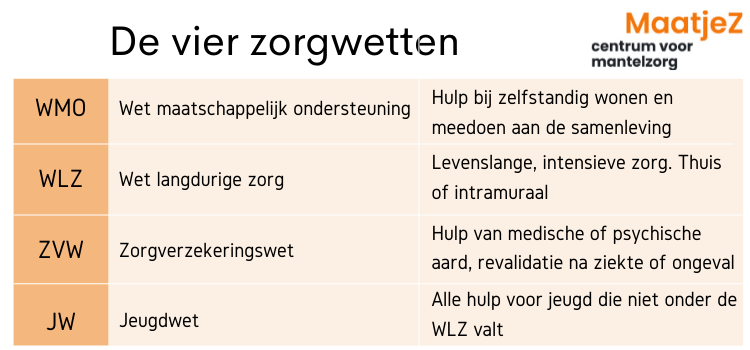 De vier zorgwetten
MaatjeZ
centrum voor
mantelzorg
WMO
Wet maatschappelijk ondersteuning
Hulp bij zelfstandig wonen en
meedoen aan de samenleving
WLZ
Wet langdurige zorg
Levenslange, intensieve zorg. Thuis
of intramuraal
ZVW
Zorgverzekeringswet
Hulp van medische of psychische
aard, revalidatie na ziekte of ongeval
JW
Jeugdwet
Alle hulp voor jeugd die niet onder de
WLZ valt